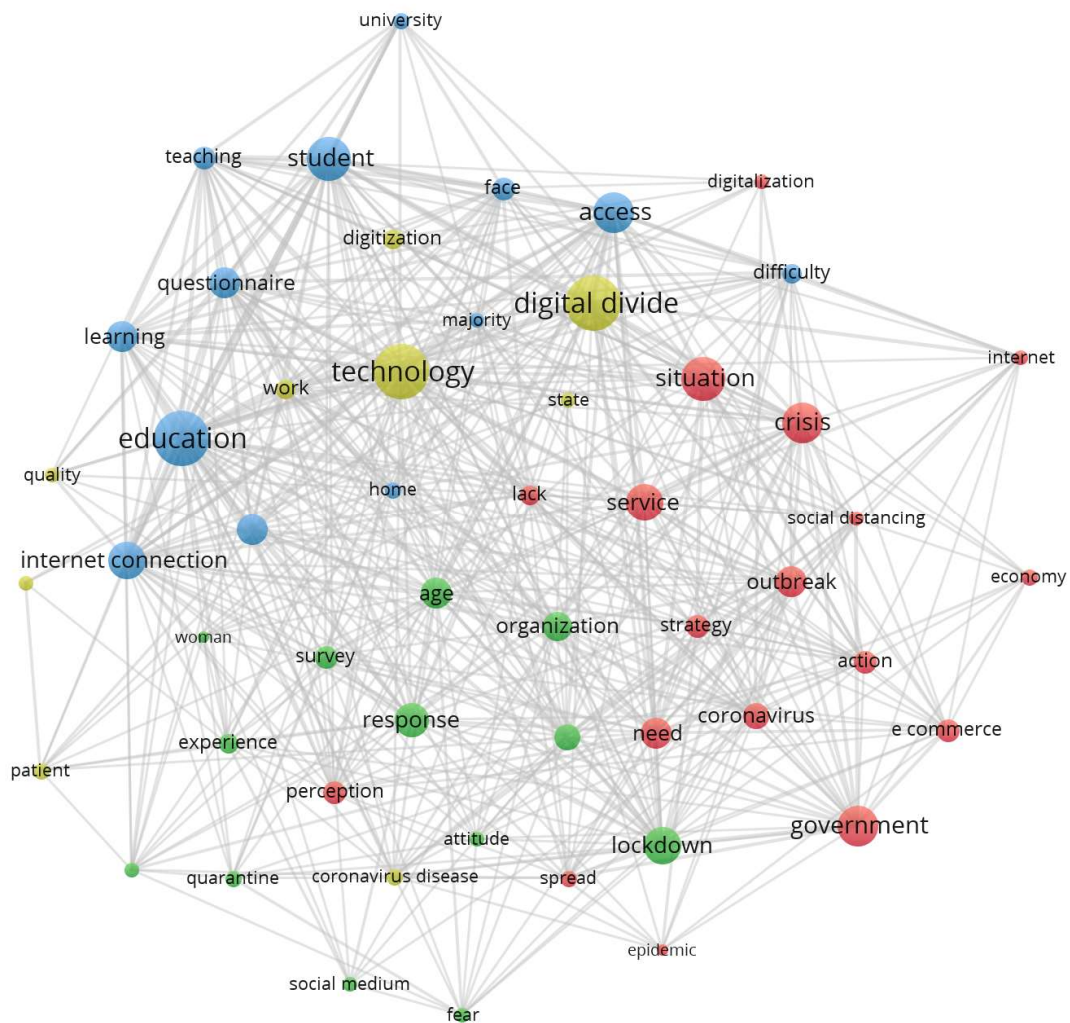 university
teaching
student
face
digitalization
access
digitization
difficulty
questionnaire
digital divide
majority
learning
internet
technology
situation
work
state
crisis
education
quality
home
lack
service
social distancing
internet connection
outbreak
economy
age
organization
strategy
woman
survey
action
response
coronavirus
need
e commerce
experience
patient
perception
government
attitude
lockdown
quarantine
coronavirus disease
spread
epidemic
social medium
fear